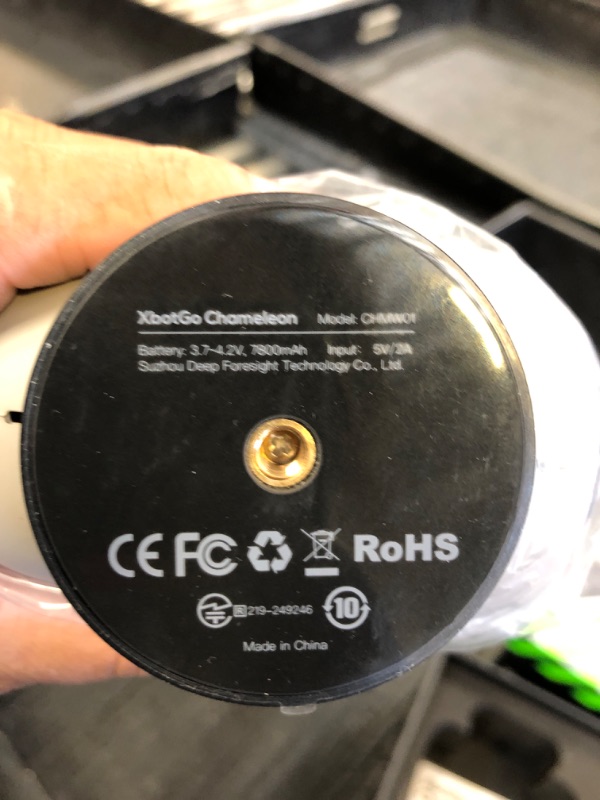 XbotGo Chameleon Model: CHMW01
Battery: 3.7-4.2V, 7800mAh Input: 5V/2A
Suzhou Deep Foresight Technology Co., Ltd.
CE FC RoHS
R 219-249246 10
Made in China